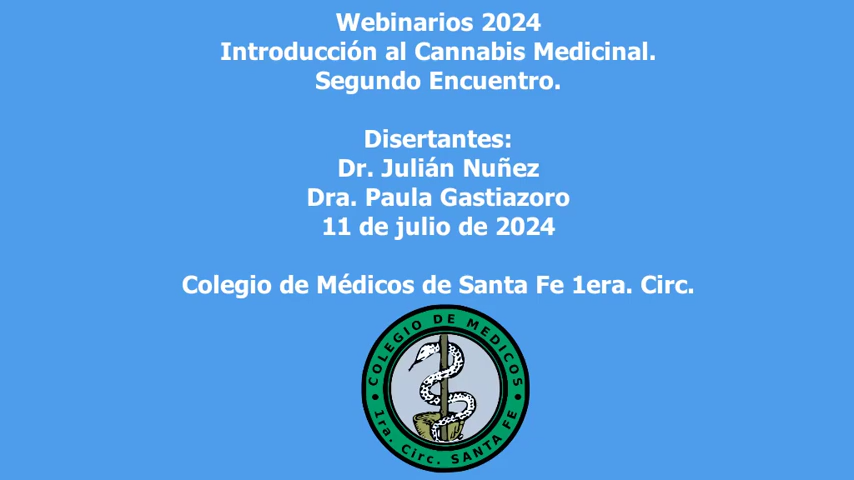 Webinarios 2024
Introducción al Cannabis Medicinal.
Segundo Encuentro.
Disertantes:
Dr. Julián Nuñez
Dra. Paula Gastiazoro
11 de julio de 2024
Colegio de Médicos de Santa Fe 1era. Circ.
COLEGIO DE MEDICOS
1ra. Circ. SANTA FE